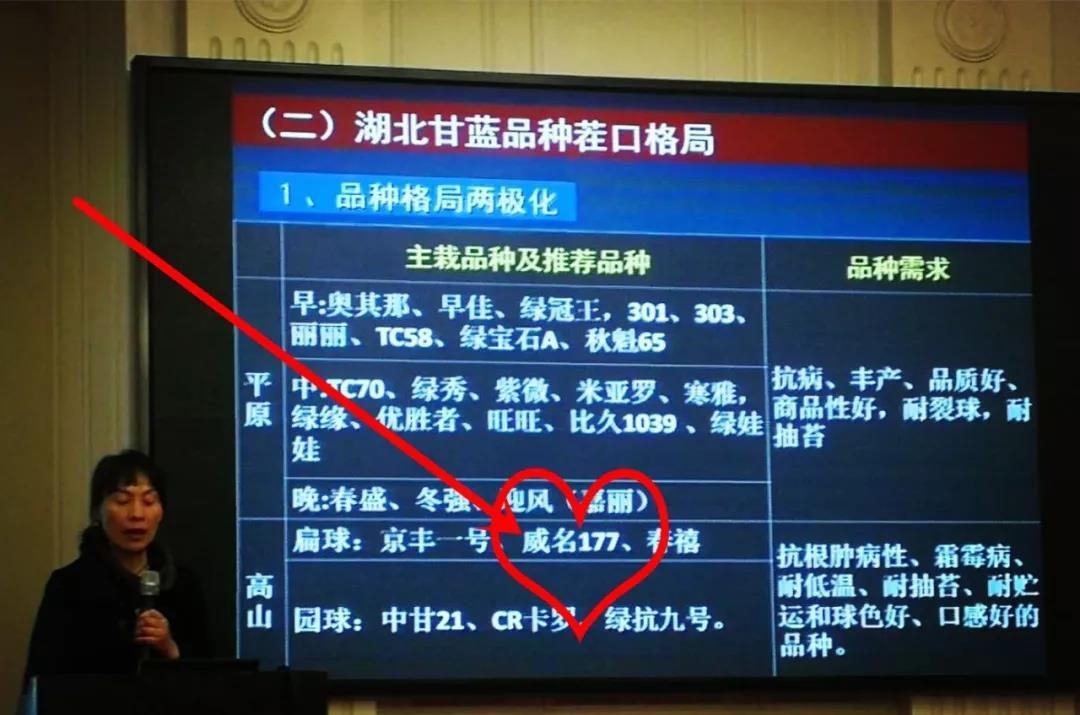 （二）湖北甘蓝品种茬口格局
1、品种格局两极化
主栽品种及推荐品种
品种需求
平原
早:奥其那、早佳、绿冠王，301、303、
丽丽、TC58、绿宝石A、秋魁65
中:TC70、绿秀、紫微、米亚罗、寒雅，
绿缘、优胜者、旺旺、比久1039、绿娃
娃
晚:春盛、冬强、迎风（嘉丽）
抗病、丰产、品质好、
商品性好，耐裂球，耐
抽苔
高山
扁球：京丰一号、威名177、春禧
园球：中甘21、CR卡罗、绿抗九号。
抗根肿病性、霜霉病、
耐低温、耐抽苔、耐贮
运和球色好、口感好的
品种。